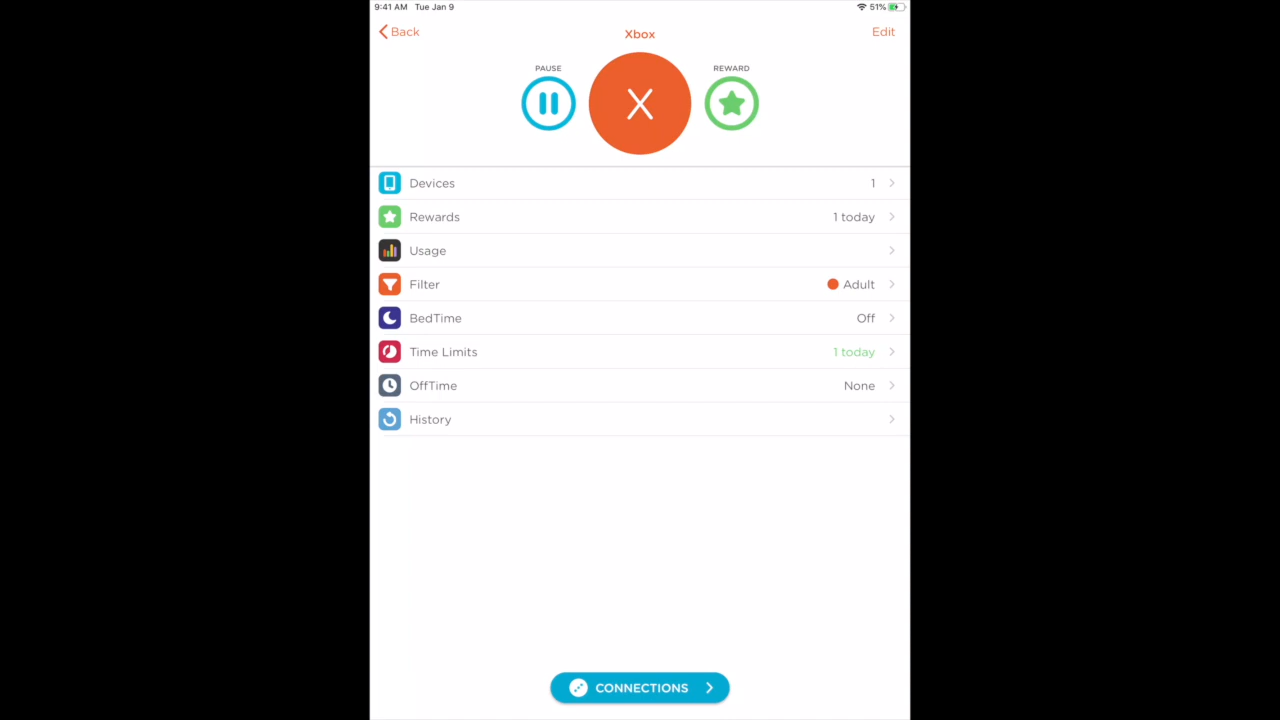 9:41 AM Tue Jan 9 51%
Back Xbox Edit
PAUSE REWARD
X
Devices 1
Rewards 1 today
Usage
Filter Adult
BedTime Off
Time Limits 1 today
OffTime None
History
CONNECTIONS